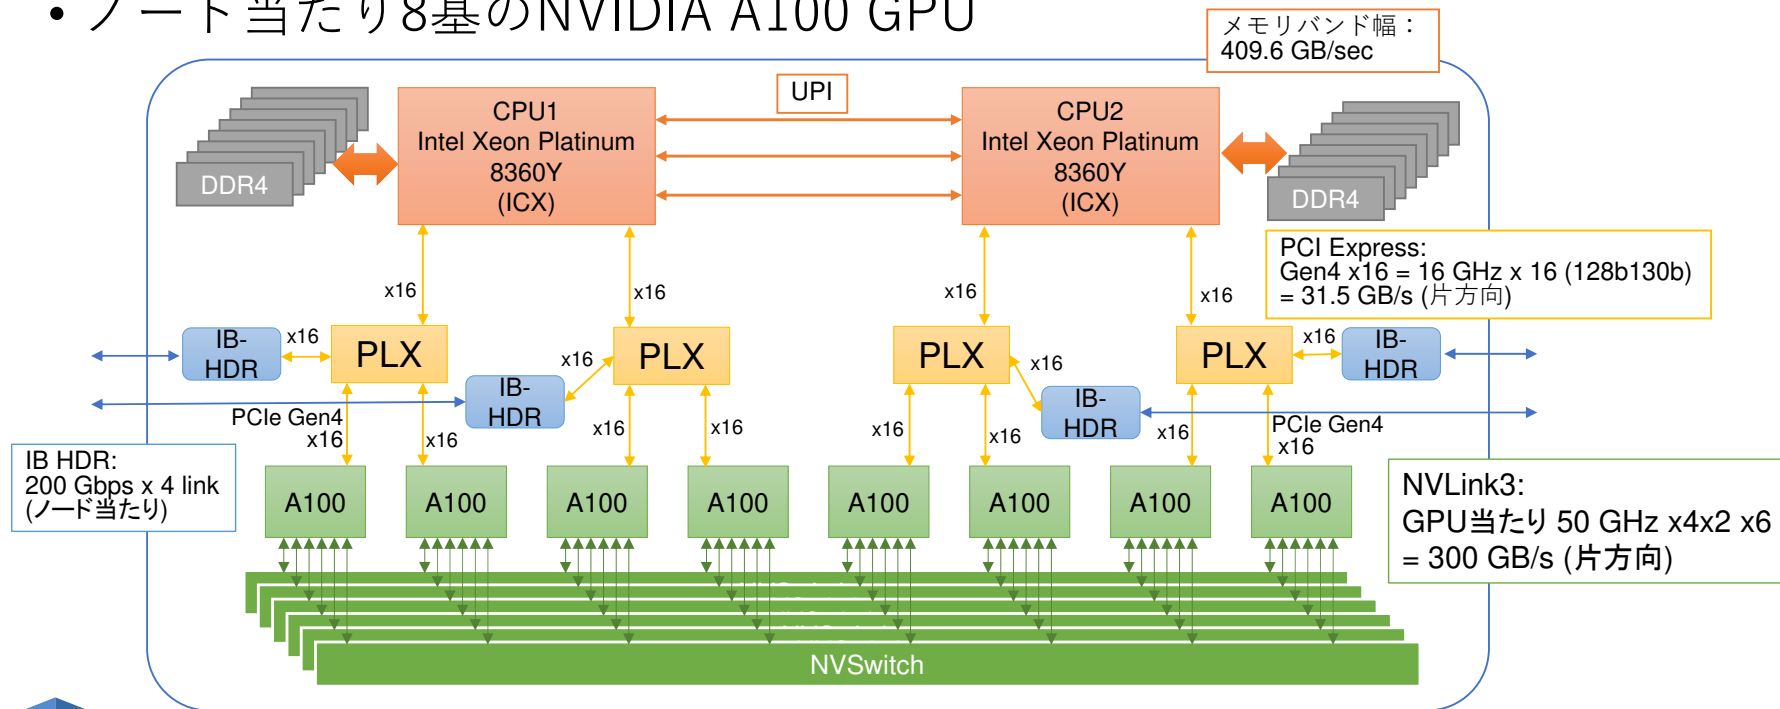 • ノード当たり8基のNVIDIA A100 GPU
メモリバンド幅：
409.6 GB/sec
UPI
CPU1
Intel Xeon Platinum
8360Y
(ICX)
CPU2
Intel Xeon Platinum
8360Y
(ICX)
DDR4
DDR4
PCI Express:
Gen4 x16 = 16 GHz x 16 (128b130b)
= 31.5 GB/s (片方向)
x16
x16
x16
x16
IB-
HDR
x16
PLX
x16
PLX
PLX
x16
PLX
x16
IB-
HDR
IB-
HDR
IB-
HDR
PCIe Gen4
x16
x16
x16
x16
x16
x16
x16
PCIe Gen4
x16
IB HDR:
200 Gbps x 4 link
(ノード当たり)
A100
A100
A100
A100
A100
A100
A100
A100
NVLink3:
GPU当たり 50 GHz x4x2 x6
= 300 GB/s (片方向)
NVSwitch